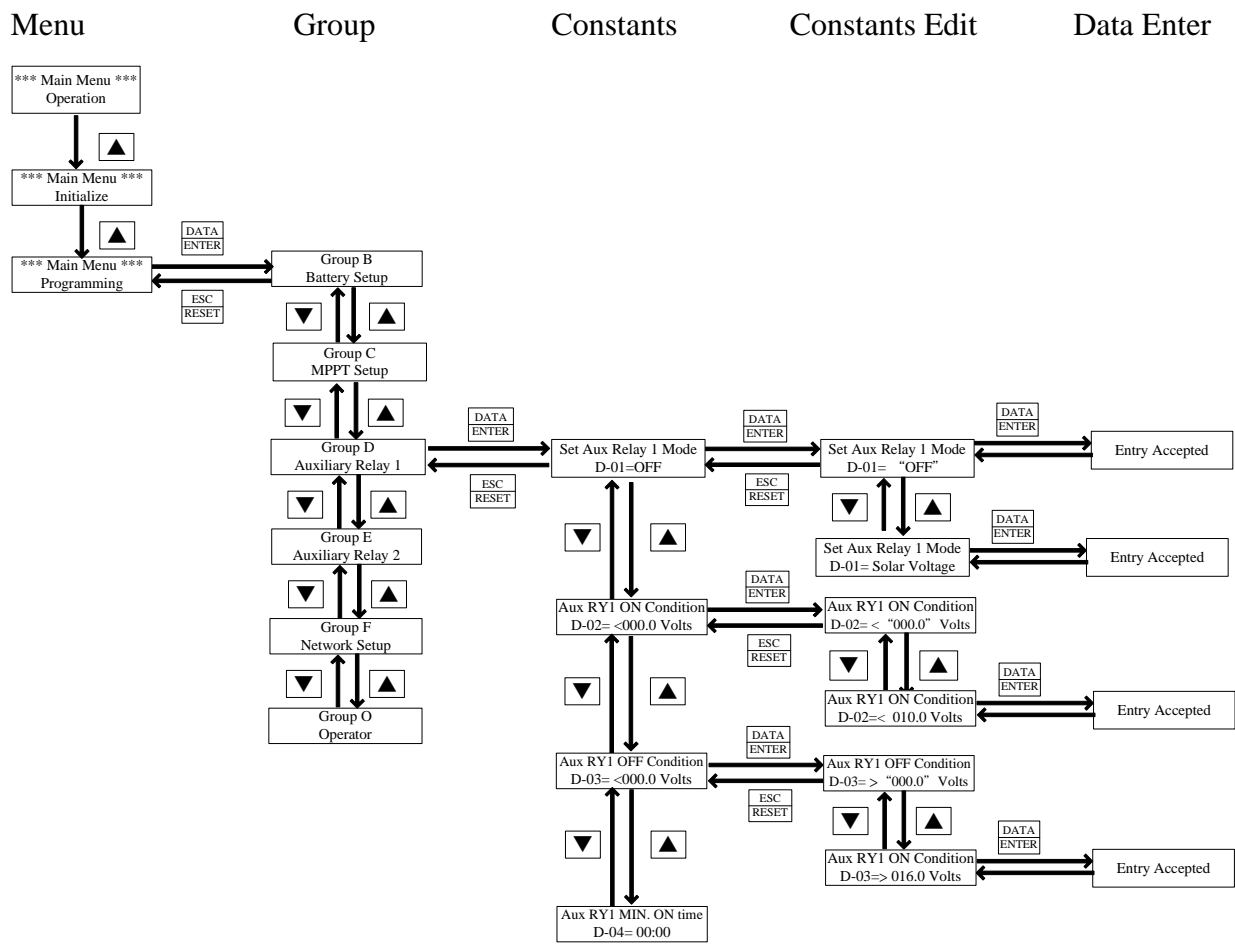 Menu
Group
Constants
Constants Edit
Data Enter
*** Main Menu ***
Operation
*** Main Menu ***
Initialize
*** Main Menu ***
Programming
DATA
ENTER
ESC
RESET
Group B
Battery Setup
Group C
MPPT Setup
Group D
Auxiliary Relay 1
Group E
Auxiliary Relay 2
Group F
Network Setup
Group O
Operator
DATA
ENTER
ESC
RESET
Set Aux Relay 1 Mode
D-01=OFF
Aux RY1 ON Condition
D-02= <000.0 Volts
Aux RY1 OFF Condition
D-03= <000.0 Volts
Aux RY1 MIN. ON time
D-04= 00:00
DATA
ENTER
ESC
RESET
DATA
ENTER
ESC
RESET
DATA
ENTER
ESC
RESET
Set Aux Relay 1 Mode
D-01= “OFF”
Set Aux Relay 1 Mode
D-01= Solar Voltage
Aux RY1 ON Condition
D-02= < “000.0” Volts
Aux RY1 ON Condition
D-02=< 010.0 Volts
Aux RY1 OFF Condition
D-03= > “000.0” Volts
Aux RY1 ON Condition
D-03=> 016.0 Volts
DATA
ENTER
DATA
ENTER
DATA
ENTER
DATA
ENTER
Entry Accepted
Entry Accepted
Entry Accepted
Entry Accepted